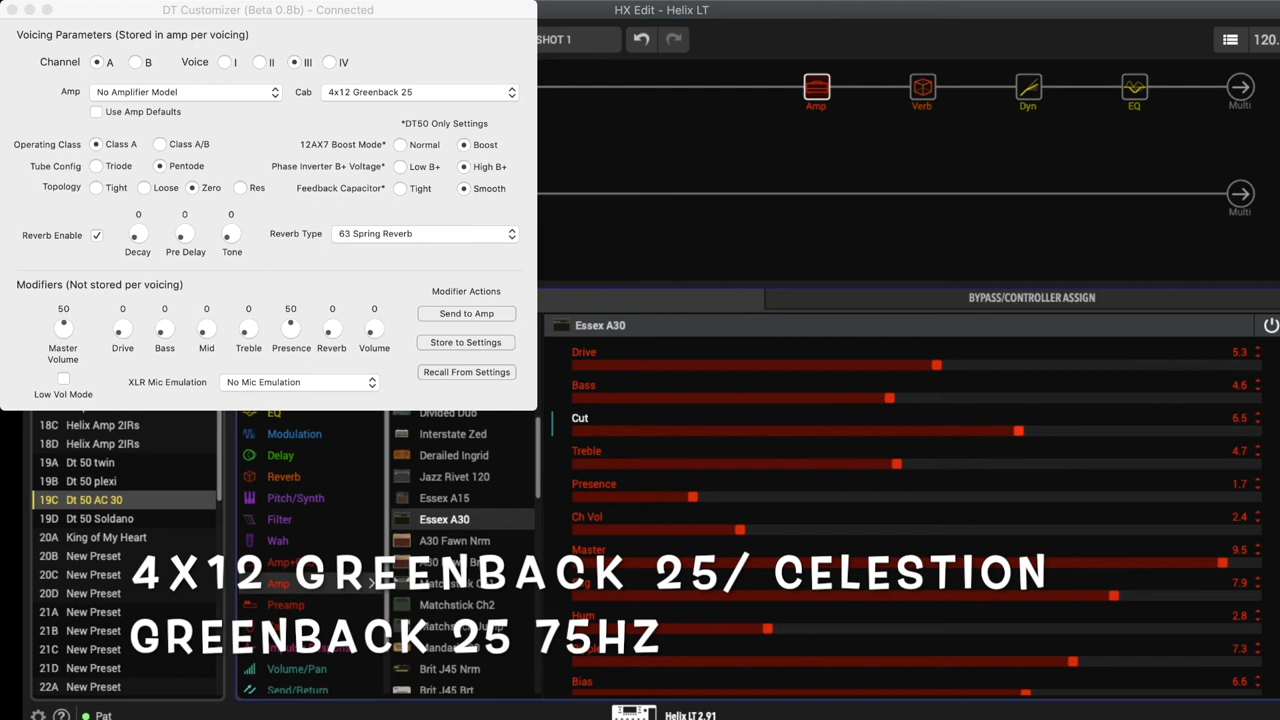 DT Customizer (Beta 0.8b) - Connected
HX Edit - Helix LT
Voicing Parameters (Stored in amp per voicing)
SHOT 1
120.
Channel A B Voice I II III IV
Amp No Amplifier Model Cab 4x12 Greenback 25
Use Amp Defaults
*DT50 Only Settings
Operating Class Class A Class A/B 12AX7 Boost Mode* Normal Boost
Tube Config Triode Pentode Phase Inverter B+ Voltage* Low B+ High B+
Topology Tight Loose Zero Res Feedback Capacitor* Tight Smooth
0 0 0
Reverb Enable Reverb Type 63 Spring Reverb
Decay Pre Delay Tone
Modifiers (Not stored per voicing)
Modifier Actions
50 0 0 0 0 50 0 0
Send to Amp
Master Volume Drive Bass Mid Treble Presence Reverb Volume
Store to Settings
Recall From Settings
Low Vol Mode
XLR Mic Emulation No Mic Emulation
Amp Verb Dyn EQ Multi
Multi
BYPASS/CONTROLLER ASSIGN
Essex A30
Drive 5.3
Bass 4.6
Cut 6.5
Treble 4.7
Presence 1.7
Ch Vol 2.4
Master 9.5
7.9
Hum 2.8
7.3
Bias 6.6
18C Helix Amp 2IRs
18D Helix Amp 2IRs
19A Dt 50 twin
19B Dt 50 plexi
19C Dt 50 AC 30
19D Dt 50 Soldano
20A King of My Heart
20B New Preset
20C New Preset
20D New Preset
21A New Preset
21B New Preset
21C New Preset
21D New Preset
22A New Preset
EQ
Modulation
Delay
Reverb
Pitch/Synth
Filter
Wah
Amp
Amp
Preamp
Volume/Pan
Send/Return
Divided Duo
Interstate Zed
Derailed Ingrid
Jazz Rivet 120
Essex A15
Essex A30
A30 Fawn Nrm
Matchstick Ch2
Brit J45 Nrm
Brit J45 Brt
4X12 GREENBACK 25/ CELESTION
GREENBACK 25 75HZ
Pat
Helix LT 2.91